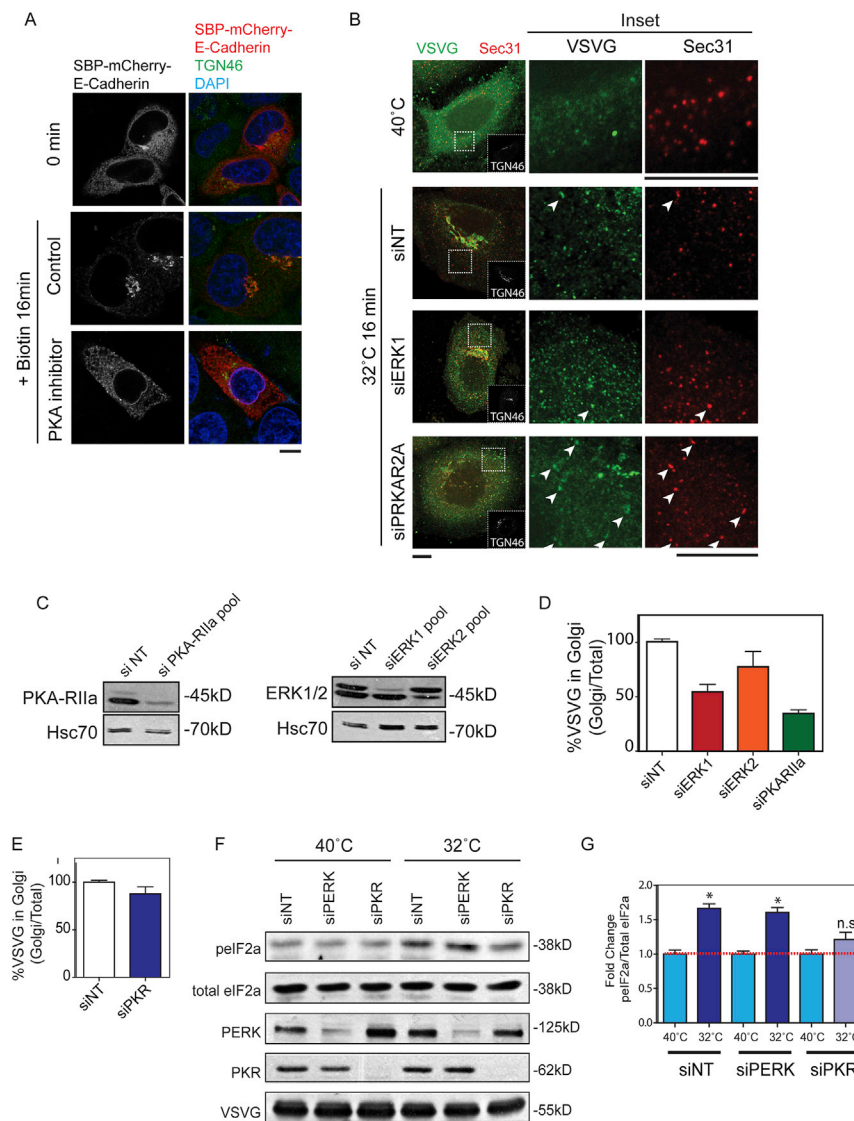 A
SBP-mCherry-
E-Cadherin
SBP-mCherry-
E-Cadherin
TGN46
DAPI
0 min
+ Biotin 16min
Control
PKA inhibitor
B
Inset
VSVG Sec31
VSVG
Sec31
40˚C
TGN46
32˚C 16 min
siNT
TGN46
siERK1
TGN46
siPRKAR2A
TGN46
C
si NT
si PKA-RIIa pool
PKA-RIIa
-45kD
Hsc70
-70kD
si NT
siERK1 pool
siERK2 pool
ERK1/2
-45kD
Hsc70
-70kD
D
%VSVG in Golgi
(Golgi/Total)
100
50
0
siNT
siERK1
siERK2
siPKARIIa
E
%VSVG in Golgi
(Golgi/Total)
100
50
0
siNT
siPKR
F
40˚C
32˚C
siNT
siPERK
siPKR
siNT
siPERK
siPKR
peIF2a
-38kD
total eIF2a
-38kD
PERK
-125kD
PKR
-62kD
VSVG
-55kD
G
Fold Change
peIF2a/Total eIF2a
2.0
1.5
1.0
0.5
0.0
*
*
n.s
40˚C 32˚C 40˚C 32˚C 40˚C 32˚C
siNT
siPERK
siPKR